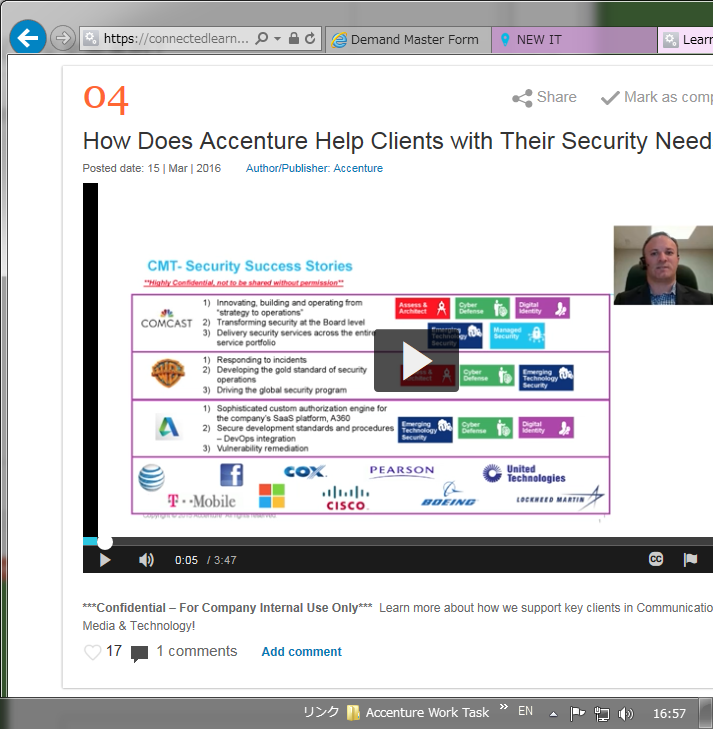 https://connectedlearn...
Demand Master Form
NEW IT
Learn
04
Share
Mark as comp
How Does Accenture Help Clients with Their Security Need
Posted date: 15 | Mar | 2016
Author/Publisher: Accenture
CMT- Security Success Stories
**Highly Confidential, not to be shared without permission**
COMCAST
1) Innovating, building and operating from
"strategy to operations"
2) Transforming security at the Board level
3) Delivery security services across the entire
service portfolio
Assess &
Architect
Cyber
Defense
Digital
Identity
Emerging
Technology
Security
Managed
Security
1) Responding to incidents
2) Developing the gold standard of security
operations
3) Driving the global security program
Architect
Cyber
Defense
Emerging
Technology
Security
1) Sophisticated custom authorization engine for
the company's SaaS platform, A360
2) Secure development standards and procedures
– DevOps integration
3) Vulnerability remediation
Emerging
Technology
Security
Cyber
Defense
Digital
Identity
at&t
COX
PEARSON
United
Technologies
T··Mobile
CISCO
BOEING
LOCKHEED MARTIN
Copyright © 2015 Accenture All rights reserved.
1
0:05 / 3:47
CC
***Confidential – For Company Internal Use Only*** Learn more about how we support key clients in Communicatio
Media & Technology!
17
1 comments
Add comment
リンク
Accenture Work Task
»
EN
16:57